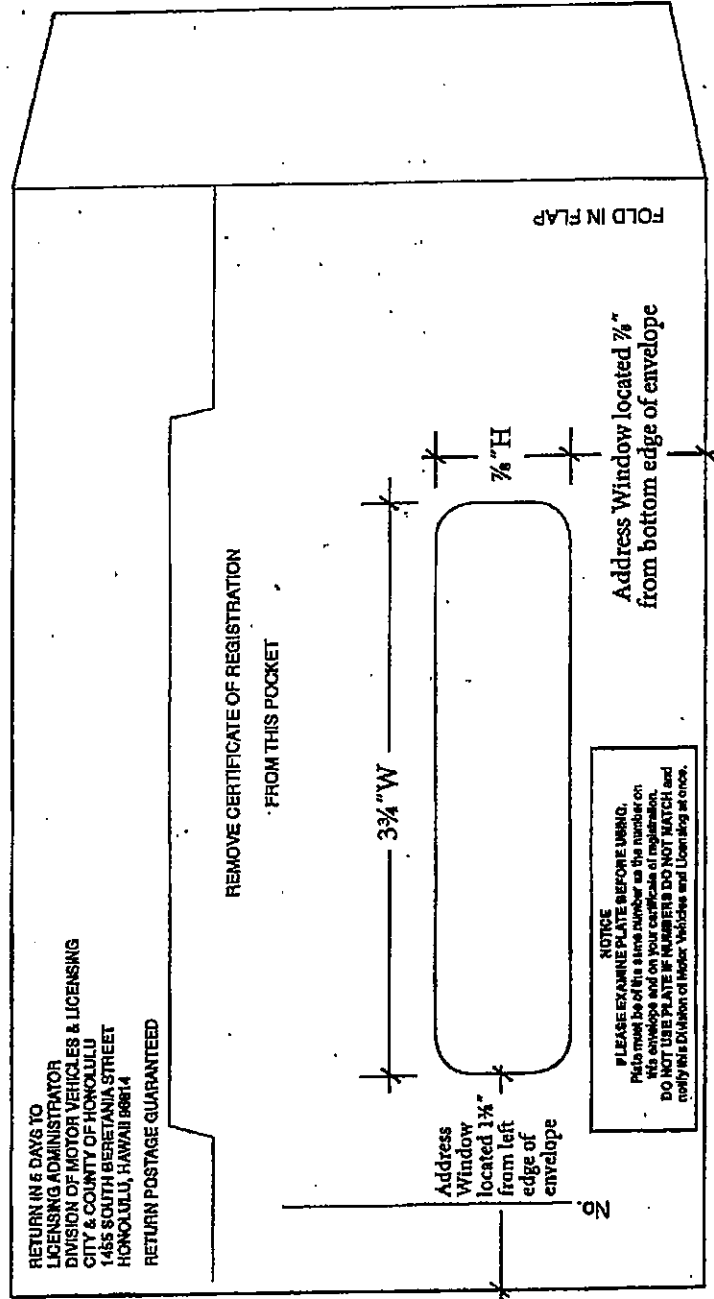 RETURN IN 5 DAYS TO
LICENSING ADMINISTRATOR
DIVISION OF MOTOR VEHICLES & LICENSING
CITY & COUNTY OF HONOLULU
1455 SOUTH BERETANIA STREET
HONOLULU, HAWAII 96814
RETURN POSTAGE GUARANTEED
REMOVE CERTIFICATE OF REGISTRATION
FROM THIS POCKET
3¾"W
⅞"H
Address
Window
located 1⅜"
from left
edge of
envelope
No.
NOTICE
PLEASE EXAMINE PLATE BEFORE USING.
Plate must be of the same number as the number on
this envelope and on your certificate of registration.
DO NOT USE PLATE IF NUMBERS DO NOT MATCH and
notify this Division of Motor Vehicles and Licensing at once.
Address Window located ⅞"
from bottom edge of envelope
FOLD IN FLAP